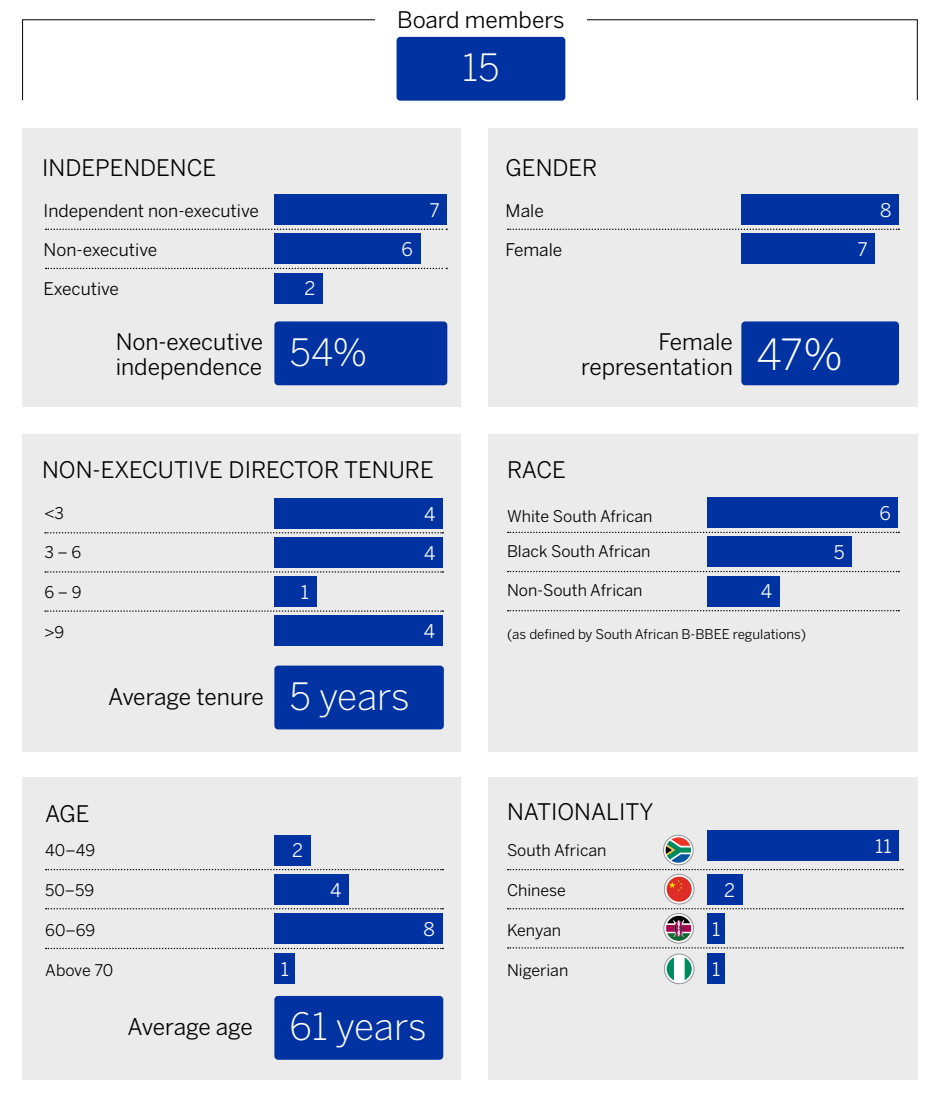 Board members
15
INDEPENDENCE
Independent non-executive 7
Non-executive 6
Executive 2
Non-executive
independence
54%
GENDER
Male 8
Female 7
Female
representation
47%
NON-EXECUTIVE DIRECTOR TENURE
<3 4
3 – 6 4
6 – 9 1
>9 4
Average tenure 5 years
RACE
White South African 6
Black South African 5
Non-South African 4
(as defined by South African B-BBEE regulations)
AGE
40–49 2
50–59 4
60–69 8
Above 70 1
Average age 61 years
NATIONALITY
South African 11
Chinese 2
Kenyan 1
Nigerian 1